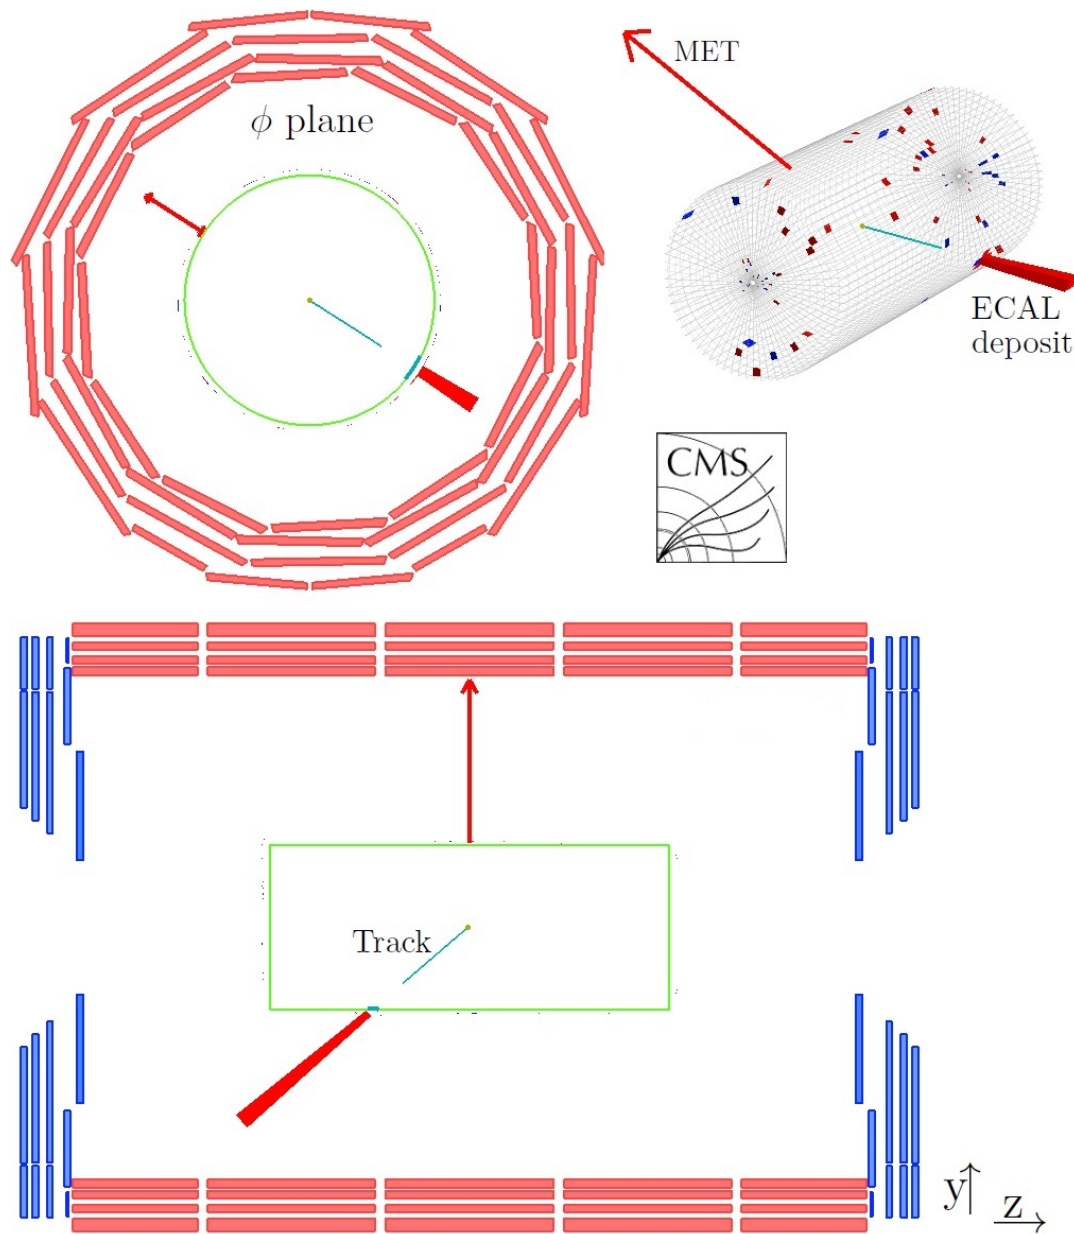 MET
ϕ plane
ECAL
deposit
CMS
Track
y
z